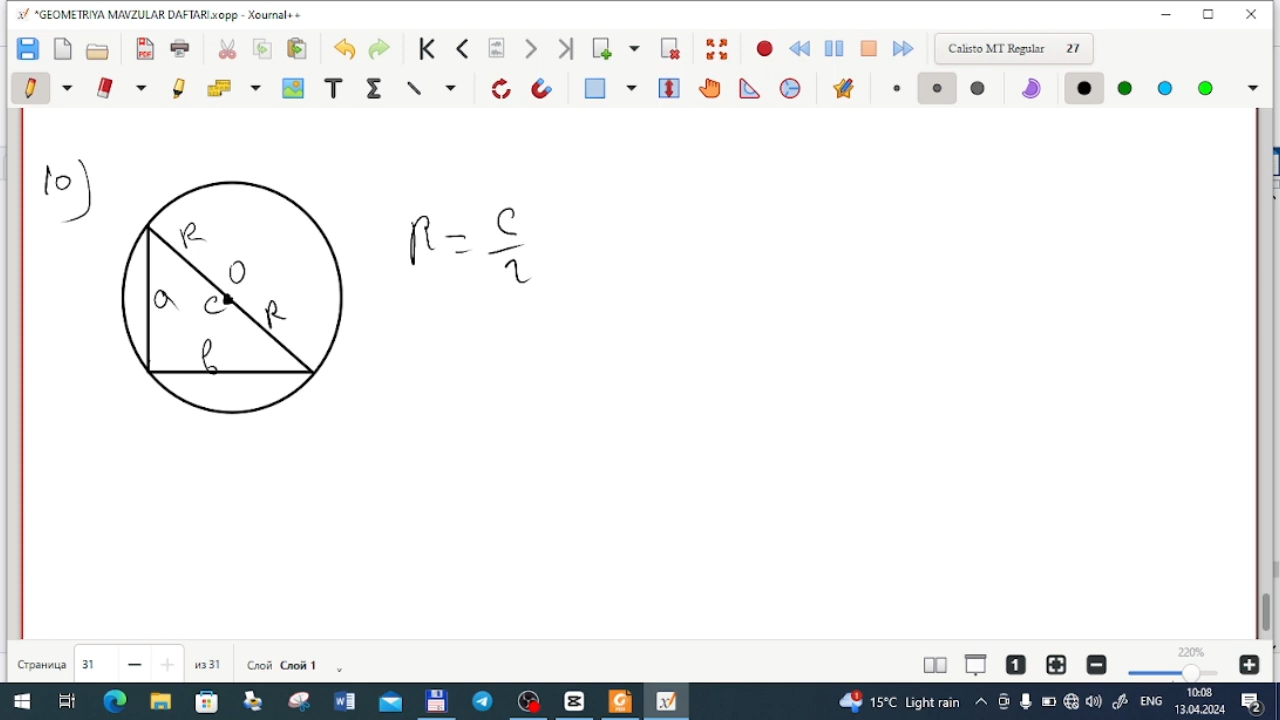 *GEOMETRIYA MAVZULAR DAFTARI.xopp - Xournal++
Calisto MT Regular 27
10)
R
O
a
c
R
b
R = c/2
Страница 31 из 31 Слой Слой 1
220%
15°C Light rain
ENG
10:08
13.04.2024